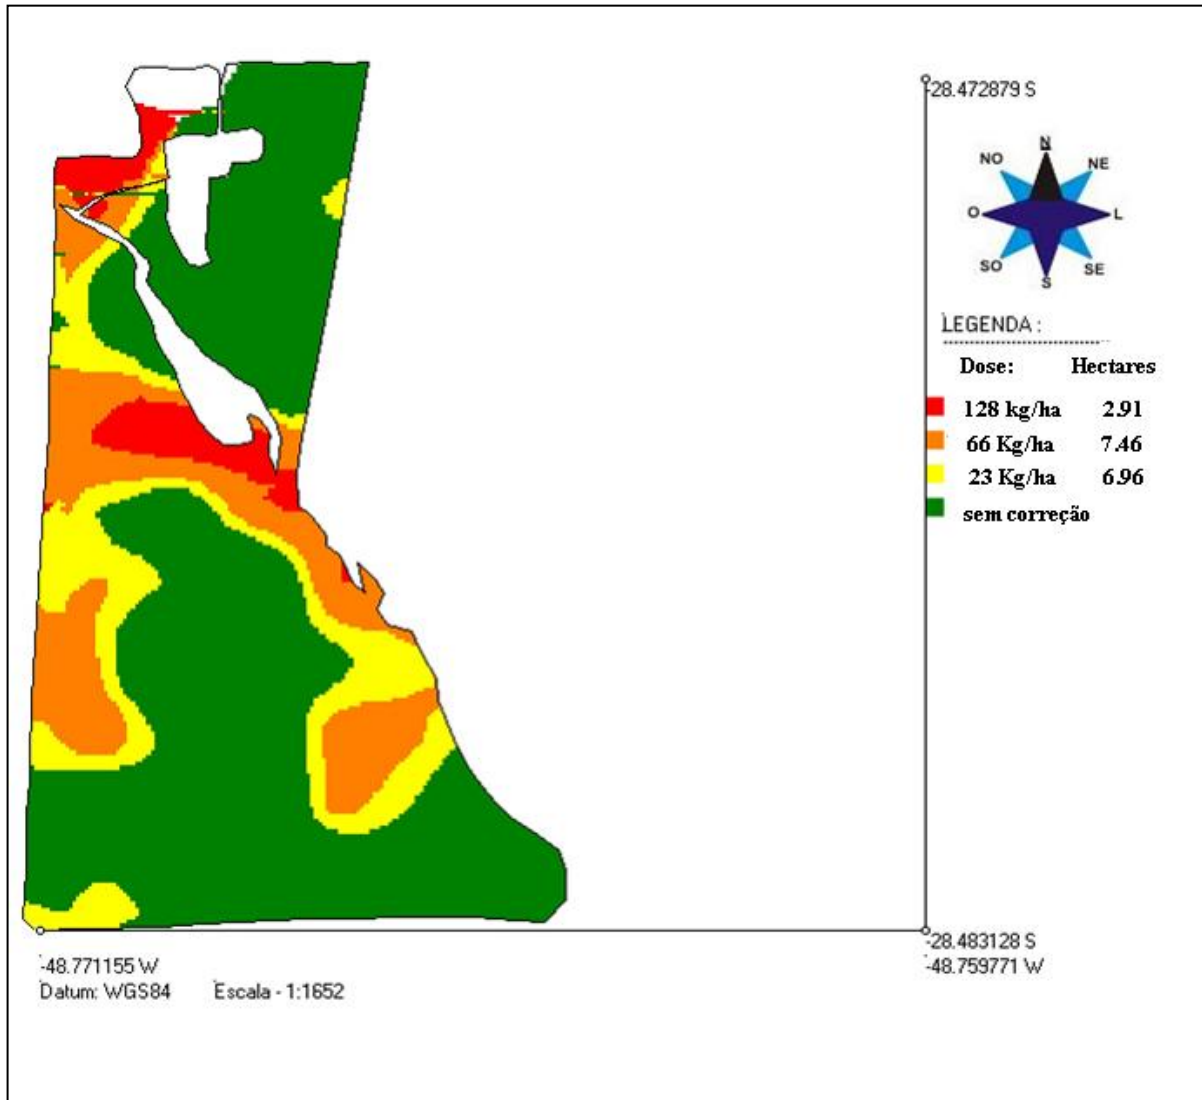 -28.472879 S
N
NO
NE
O
L
SO
SE
S
LEGENDA :
Dose: Hectares
128 kg/ha 2.91
66 Kg/ha 7.46
23 Kg/ha 6.96
sem correção
-28.483128 S
-48.771155 W
-48.759771 W
Datum: WGS84 Escala - 1:1652